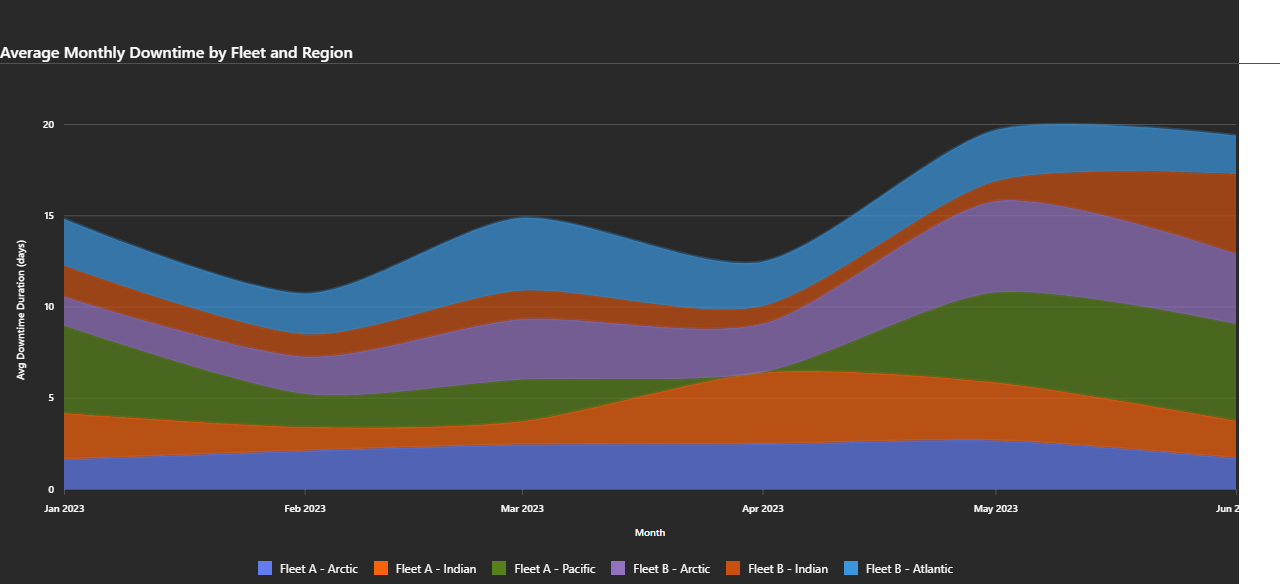 Average Monthly Downtime by Fleet and Region
20
15
10
5
0
Avg Downtime Duration (days)
Jan 2023 Feb 2023 Mar 2023 Apr 2023 May 2023 Jun 2
Month
Fleet A - Arctic Fleet A - Indian Fleet A - Pacific Fleet B - Arctic Fleet B - Indian Fleet B - Atlantic